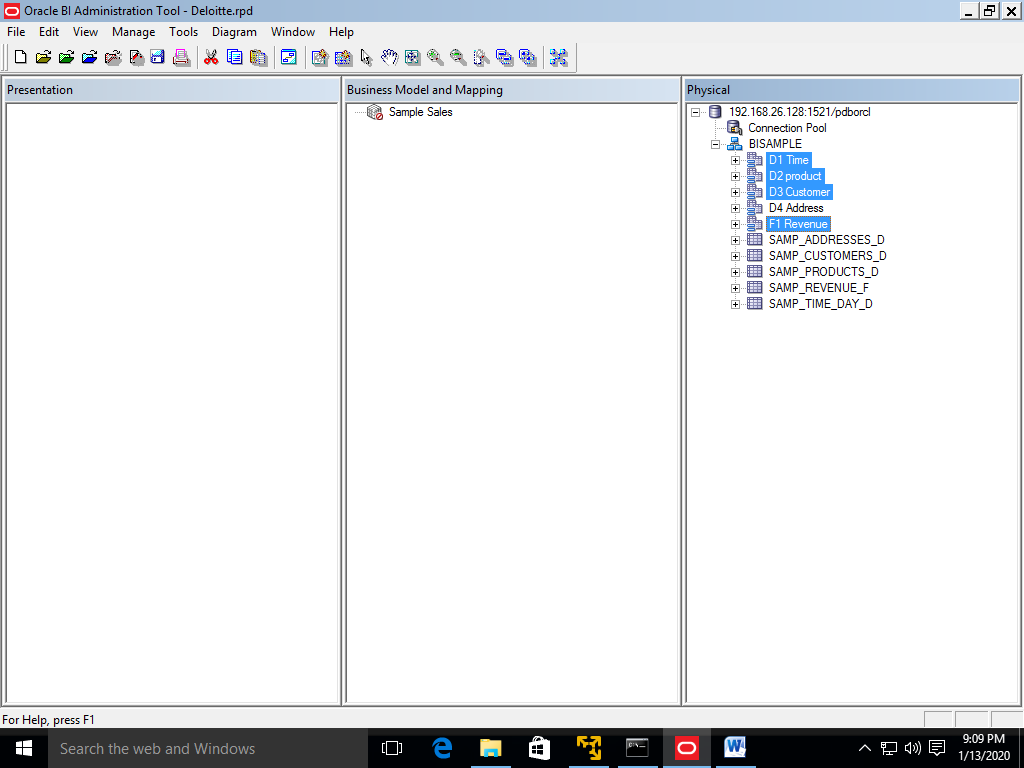 Oracle BI Administration Tool - Deloitte.rpd
File Edit View Manage Tools Diagram Window Help
Presentation
Business Model and Mapping
Sample Sales
Physical
192.168.26.128:1521/pdborcl
Connection Pool
BISAMPLE
D1 Time
D2 product
D3 Customer
D4 Address
F1 Revenue
SAMP_ADDRESSES_D
SAMP_CUSTOMERS_D
SAMP_PRODUCTS_D
SAMP_REVENUE_F
SAMP_TIME_DAY_D
For Help, press F1
Search the web and Windows
9:09 PM
1/13/2020